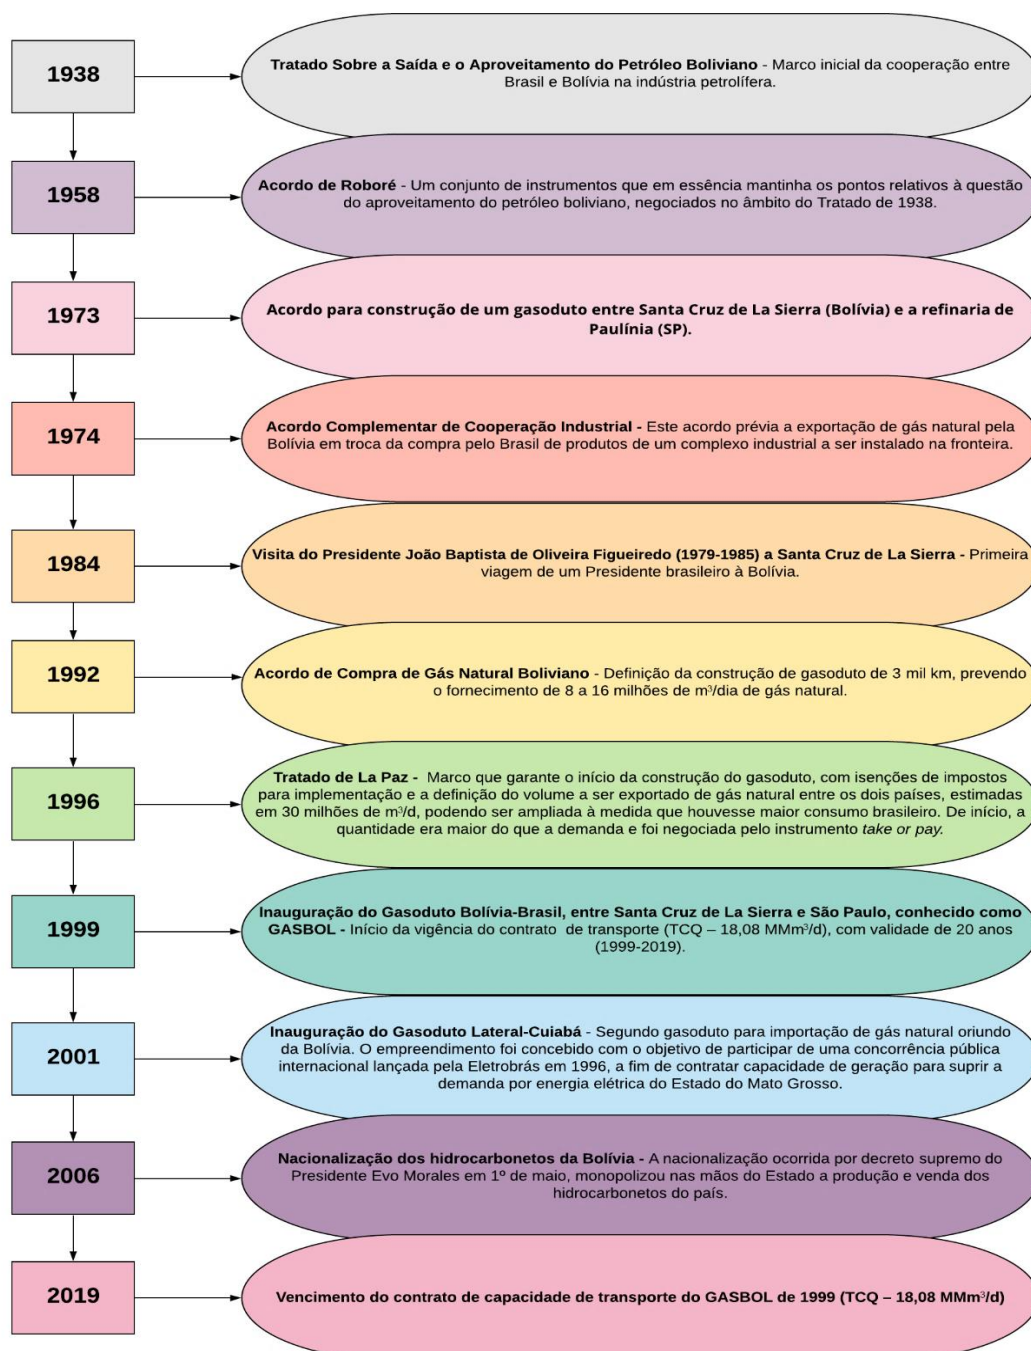 1938
Tratado Sobre a Saída e o Aproveitamento do Petróleo Boliviano - Marco inicial da cooperação entre
Brasil e Bolívia na indústria petrolífera.
1958
Acordo de Roboré - Um conjunto de instrumentos que em essência mantinha os pontos relativos à questão
do aproveitamento do petróleo boliviano, negociados no âmbito do Tratado de 1938.
1973
Acordo para construção de um gasoduto entre Santa Cruz de La Sierra (Bolívia) e a refinaria de
Paulínia (SP).
1974
Acordo Complementar de Cooperação Industrial - Este acordo prévia a exportação de gás natural pela
Bolívia em troca da compra pelo Brasil de produtos de um complexo industrial a ser instalado na fronteira.
1984
Visita do Presidente João Baptista de Oliveira Figueiredo (1979-1985) a Santa Cruz de La Sierra - Primeira
viagem de um Presidente brasileiro à Bolívia.
1992
Acordo de Compra de Gás Natural Boliviano - Definição da construção de gasoduto de 3 mil km, prevendo
o fornecimento de 8 a 16 milhões de m³/dia de gás natural.
1996
Tratado de La Paz - Marco que garante o início da construção do gasoduto, com isenções de impostos
para implementação e a definição do volume a ser exportado de gás natural entre os dois países, estimadas
em 30 milhões de m³/d, podendo ser ampliada à medida que houvesse maior consumo brasileiro. De início, a
quantidade era maior do que a demanda e foi negociada pelo instrumento take or pay.
1999
Inauguração do Gasoduto Bolívia-Brasil, entre Santa Cruz de La Sierra e São Paulo, conhecido como
GASBOL - Início da vigência do contrato de transporte (TCQ – 18,08 MMm³/d), com validade de 20 anos
(1999-2019).
2001
Inauguração do Gasoduto Lateral-Cuiabá - Segundo gasoduto para importação de gás natural oriundo
da Bolívia. O empreendimento foi concebido com o objetivo de participar de uma concorrência pública
internacional lançada pela Eletrobrás em 1996, a fim de contratar capacidade de geração para suprir a
demanda por energia elétrica do Estado do Mato Grosso.
2006
Nacionalização dos hidrocarbonetos da Bolívia - A nacionalização ocorrida por decreto supremo do
Presidente Evo Morales em 1º de maio, monopolizou nas mãos do Estado a produção e venda dos
hidrocarbonetos do país.
2019
Vencimento do contrato de capacidade de transporte do GASBOL de 1999 (TCQ – 18,08 MMm³/d)